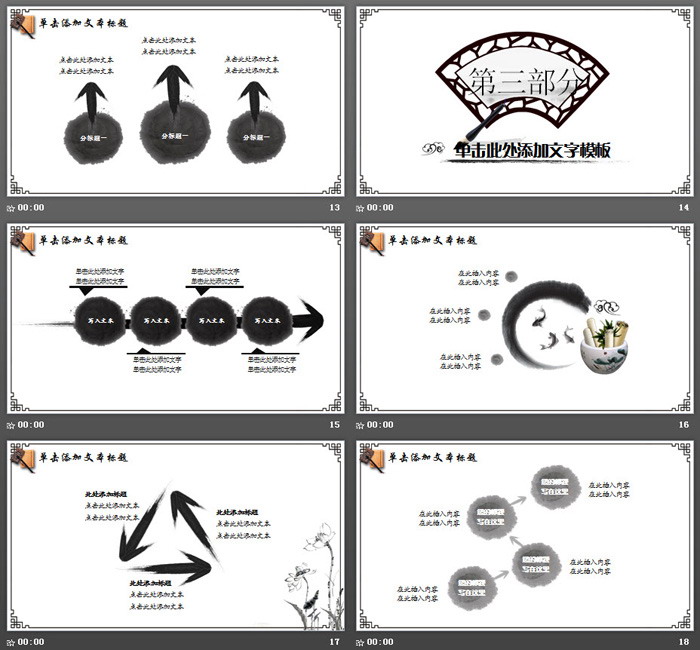 单击添加文本标题
点击此处添加文本
点击此处添加文本
点击此处添加文本
点击此处添加文本
点击此处添加文本
点击此处添加文本
分标题一
分标题一
分标题一
00:00
13
第三部分
单击此处添加文字模板
00:00
14
单击添加文本标题
单击此处添加文字
单击此处添加文字
单击此处添加文字
单击此处添加文字
写入文本
写入文本
写入文本
写入文本
单击此处添加文字
单击此处添加文字
单击此处添加文字
单击此处添加文字
00:00
15
单击添加文本标题
在此插入内容
在此插入内容
在此插入内容
在此插入内容
在此插入内容
在此插入内容
00:00
16
单击添加文本标题
此处添加标题
点击此处添加文本
点击此处添加文本
此处添加标题
点击此处添加文本
点击此处添加文本
此处添加标题
点击此处添加文本
点击此处添加文本
00:00
17
单击添加文本标题
在此插入内容
在此插入内容
写在这里
在此插入内容
在此插入内容
写在这里
在此插入内容
在此插入内容
写在这里
在此插入内容
在此插入内容
写在这里
00:00
18